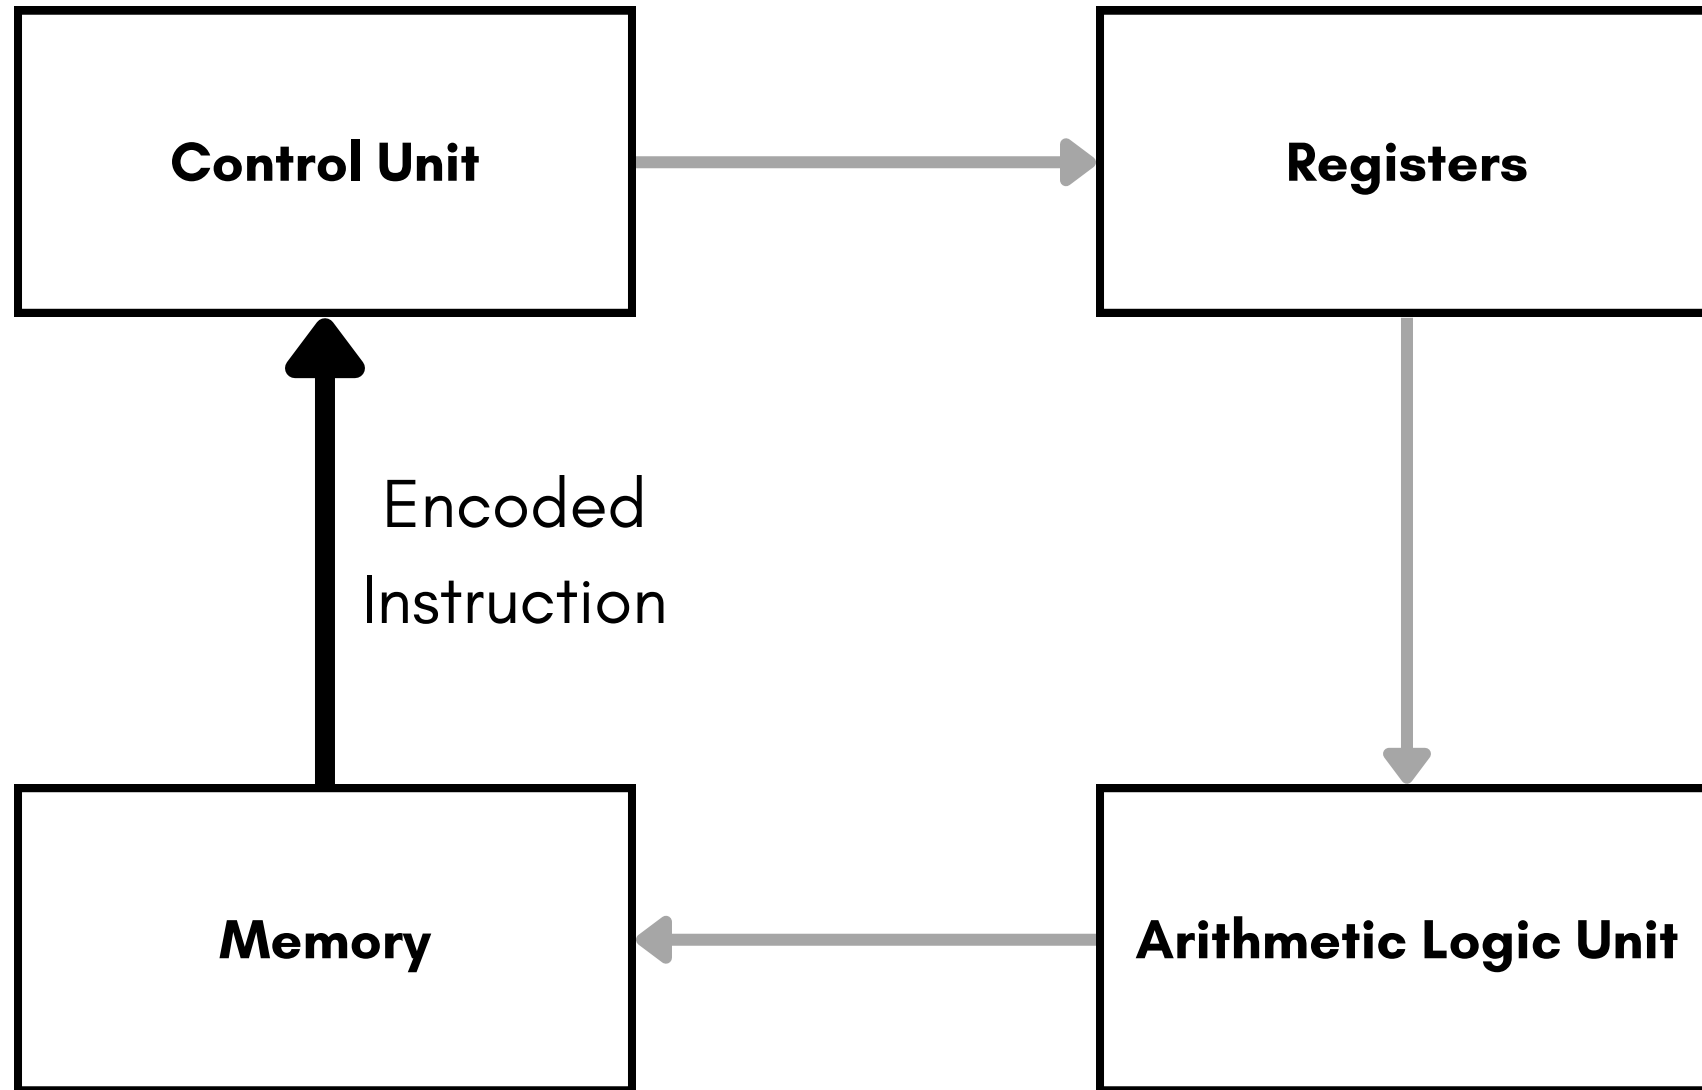 Control Unit
Registers
Encoded
Instruction
Memory
Arithmetic Logic Unit